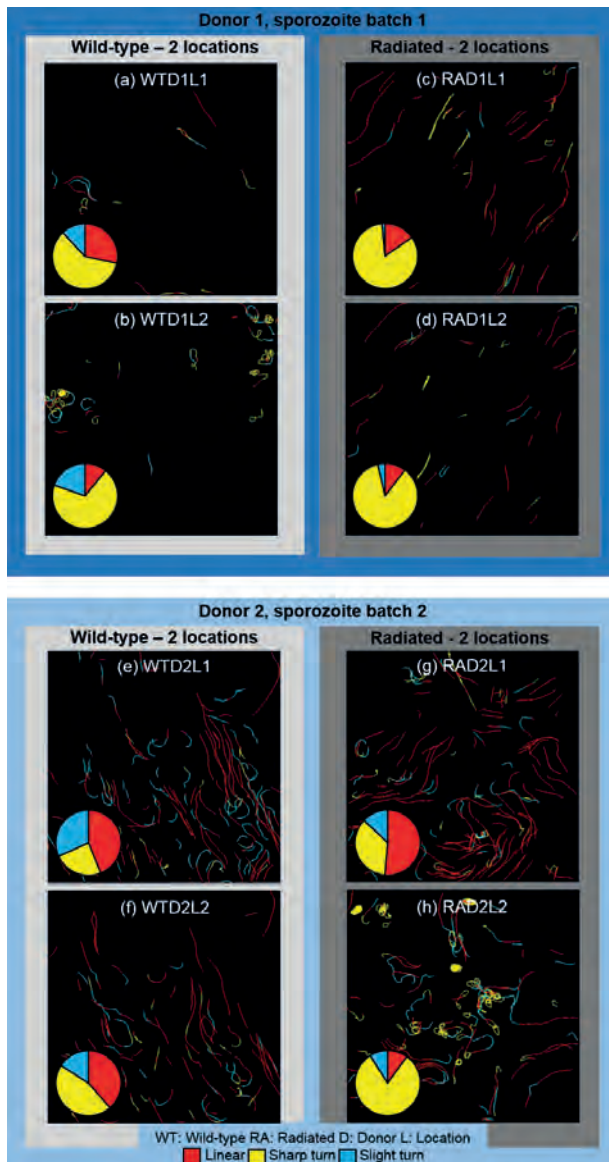 Donor 1, sporozoite batch 1
Wild-type – 2 locations
Radiated - 2 locations
(a) WTD1L1
(c) RAD1L1
(b) WTD1L2
(d) RAD1L2
Donor 2, sporozoite batch 2
Wild-type – 2 locations
Radiated - 2 locations
(e) WTD2L1
(g) RAD2L1
(f) WTD2L2
(h) RAD2L2
WT: Wild-type RA: Radiated D: Donor L: Location
Linear Sharp turn Slight turn